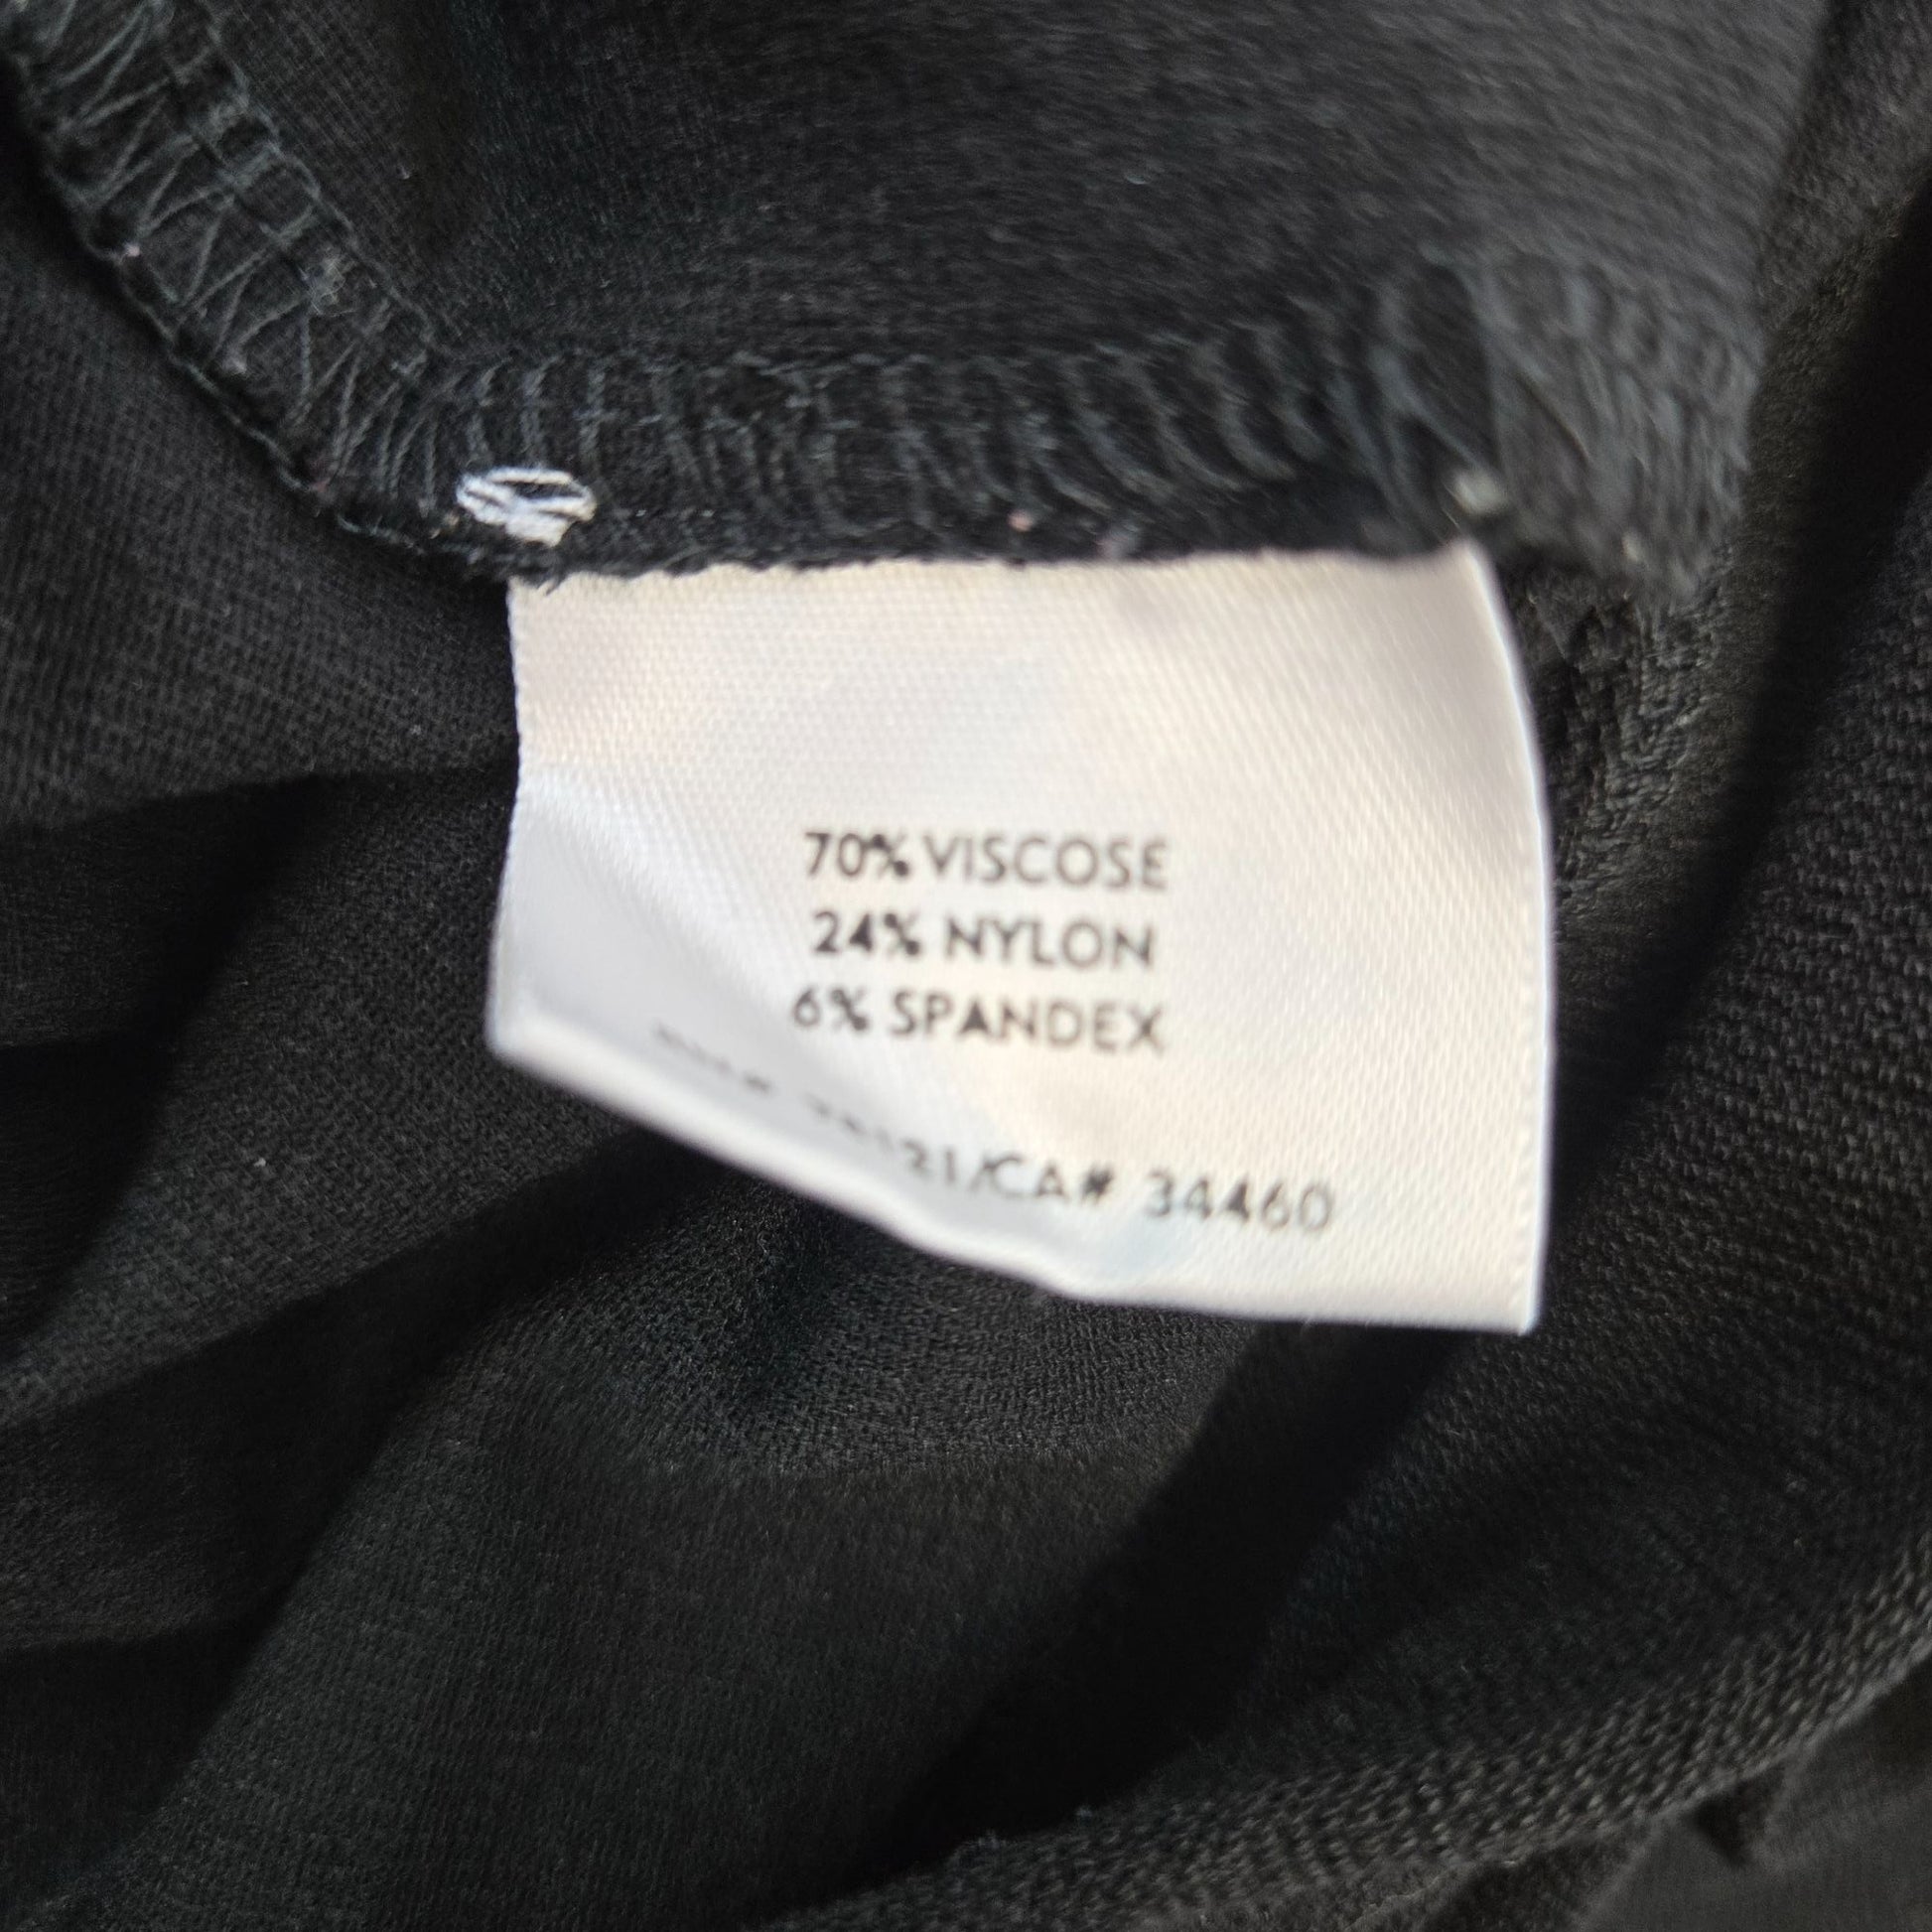 70% VISCOSE
24% NYLON
6% SPANDEX
CA# 34460